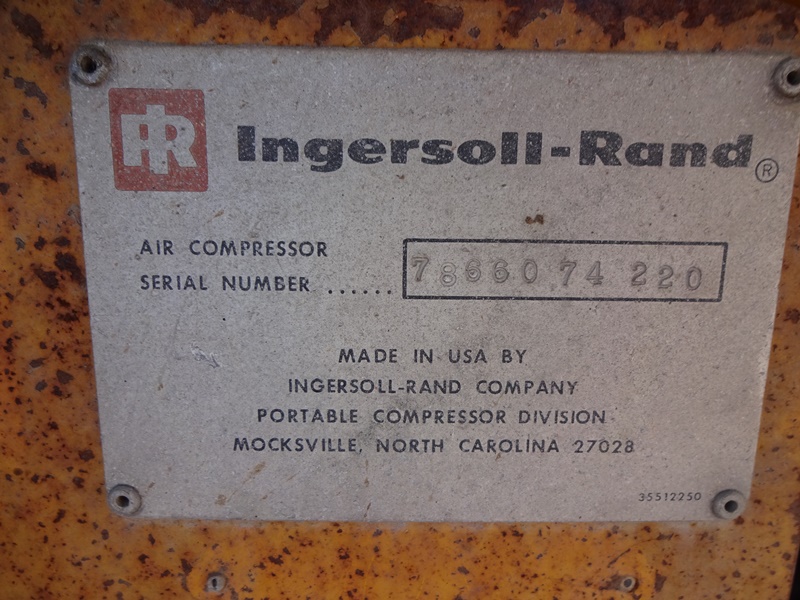 IR Ingersoll-Rand®
AIR COMPRESSOR
SERIAL NUMBER ...... 78660 74 220
MADE IN USA BY
INGERSOLL-RAND COMPANY
PORTABLE COMPRESSOR DIVISION
MOCKSVILLE, NORTH CAROLINA 27028
35512250